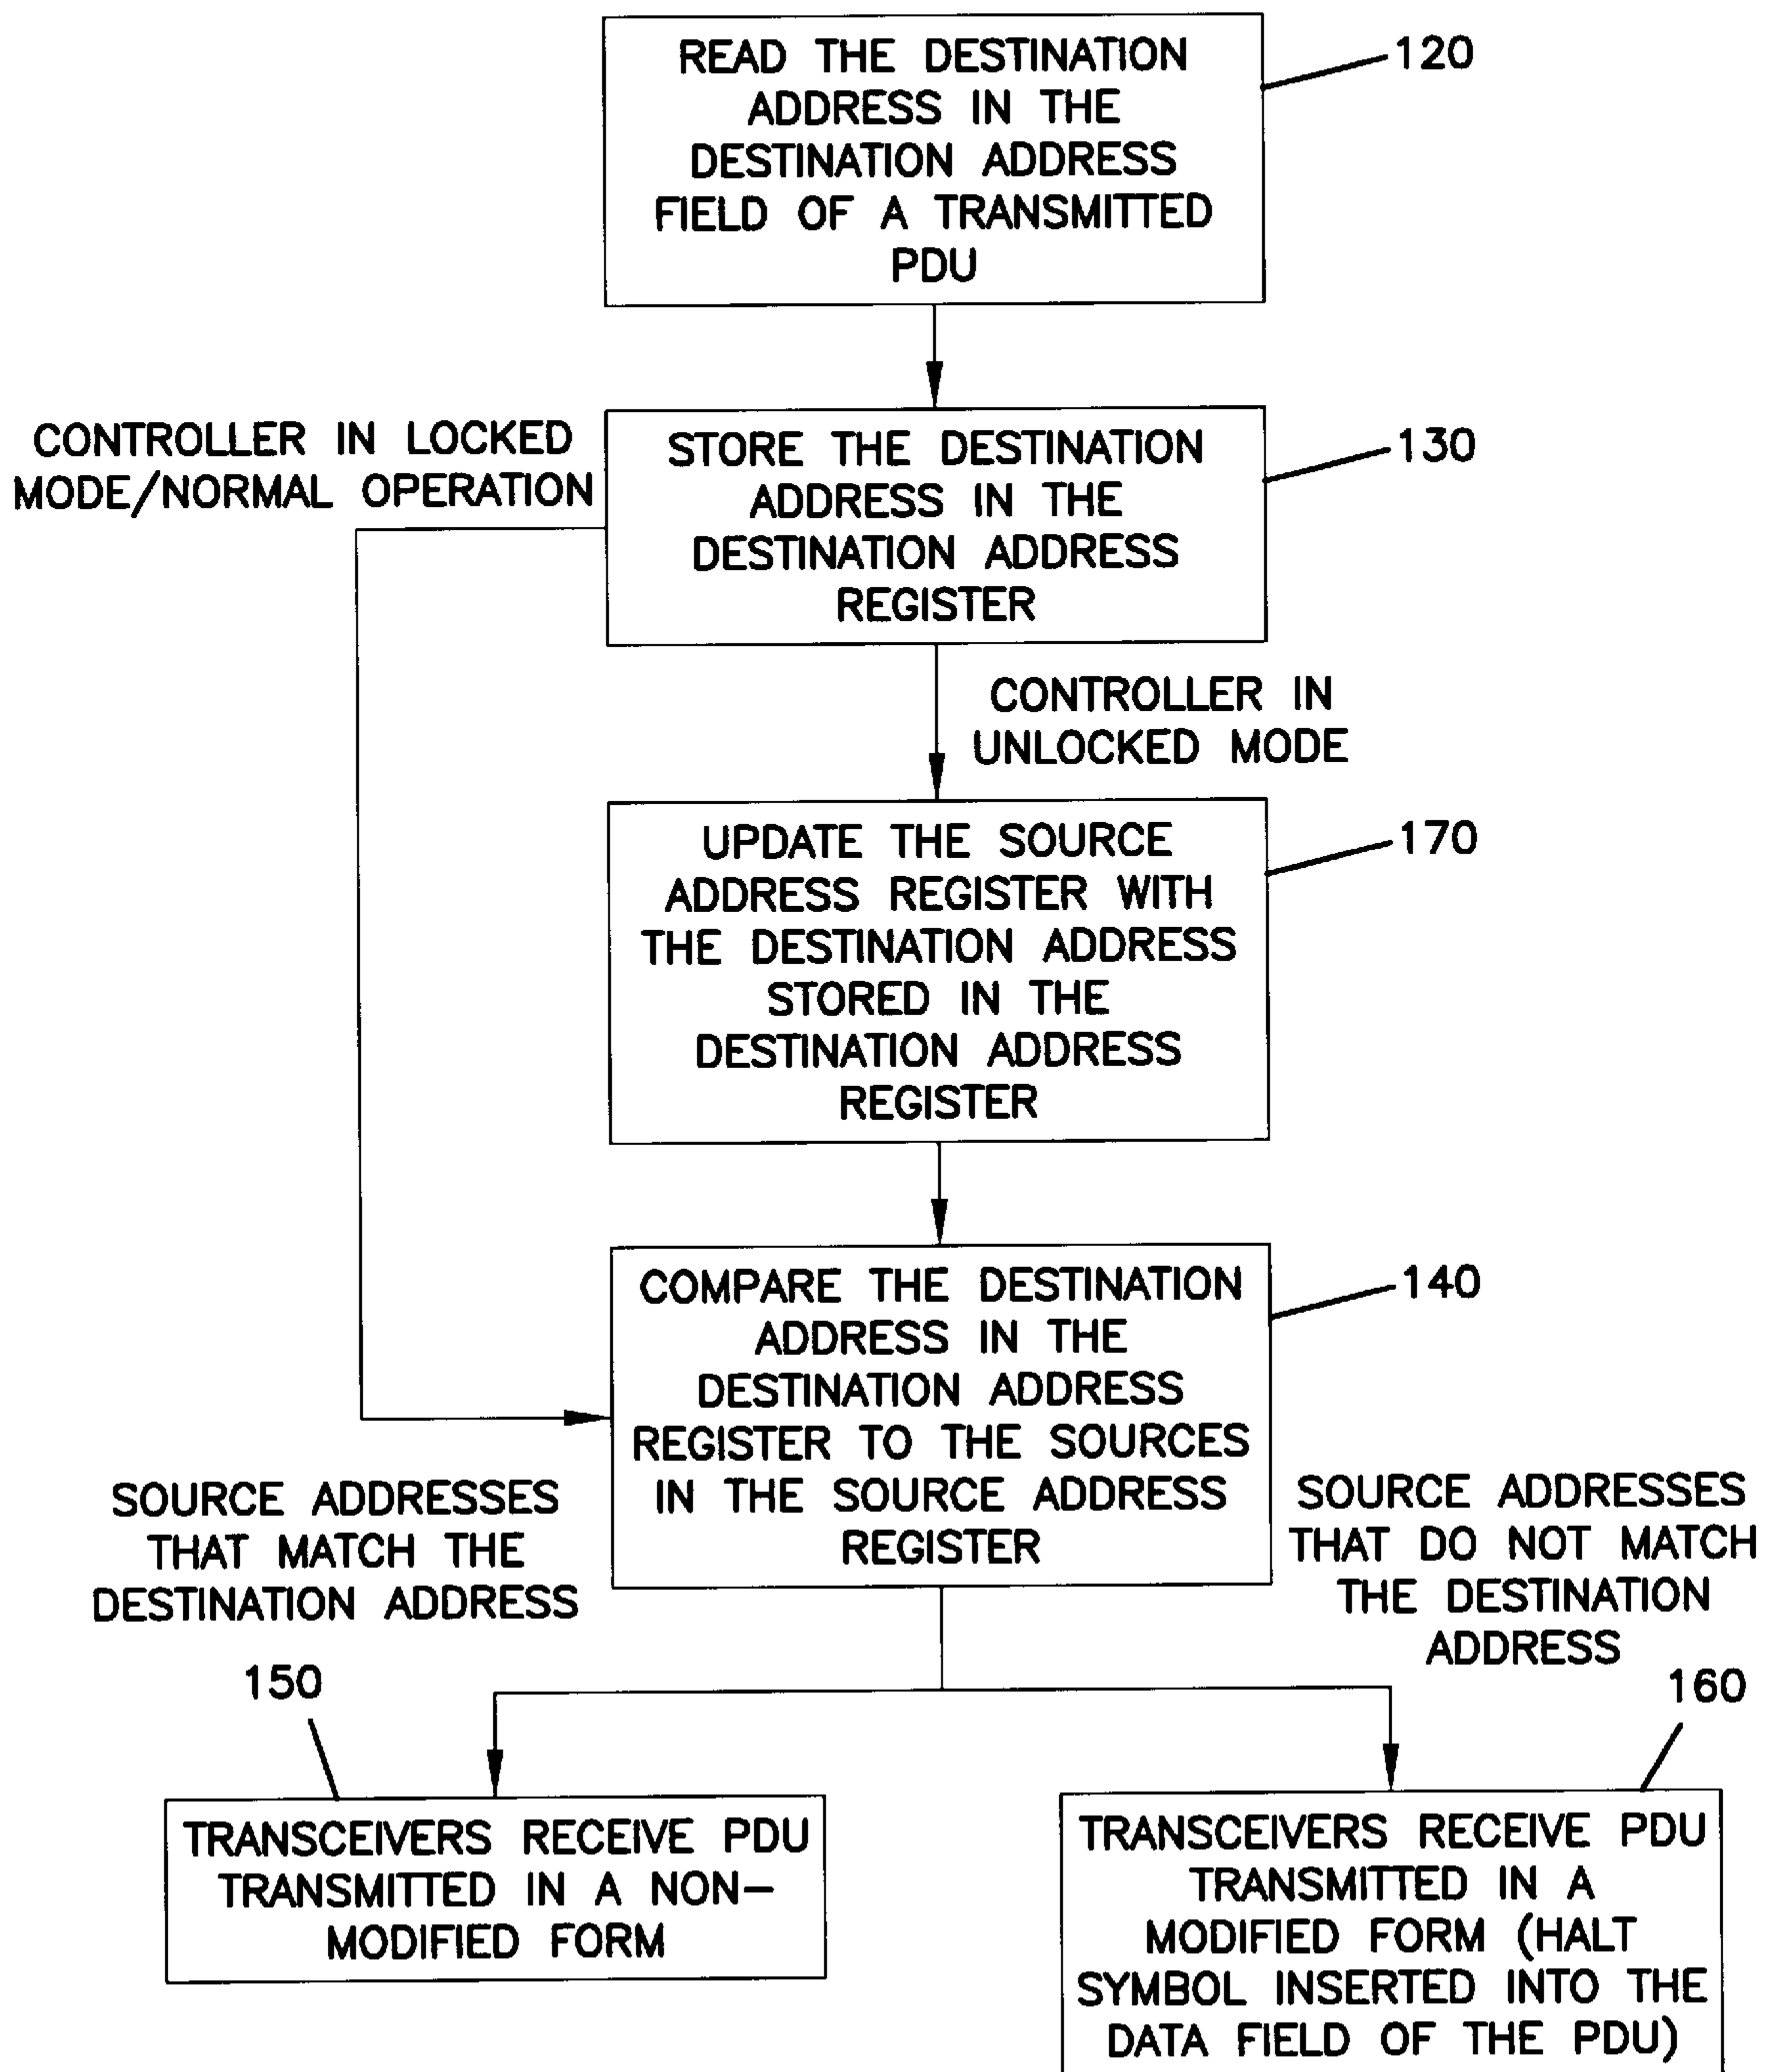 READ THE DESTINATION
ADDRESS IN THE
DESTINATION ADDRESS
FIELD OF A TRANSMITTED
PDU
120
CONTROLLER IN LOCKED
MODE/NORMAL OPERATION
STORE THE DESTINATION
ADDRESS IN THE
DESTINATION ADDRESS
REGISTER
130
CONTROLLER IN
UNLOCKED MODE
UPDATE THE SOURCE
ADDRESS REGISTER WITH
THE DESTINATION ADDRESS
STORED IN THE
DESTINATION ADDRESS
REGISTER
170
COMPARE THE DESTINATION
ADDRESS IN THE
DESTINATION ADDRESS
REGISTER TO THE SOURCES
IN THE SOURCE ADDRESS
REGISTER
140
SOURCE ADDRESSES
THAT MATCH THE
DESTINATION ADDRESS
SOURCE ADDRESSES
THAT DO NOT MATCH
THE DESTINATION
ADDRESS
150
160
TRANSCEIVERS RECEIVE PDU
TRANSMITTED IN A NON-
MODIFIED FORM
TRANSCEIVERS RECEIVE PDU
TRANSMITTED IN A
MODIFIED FORM (HALT
SYMBOL INSERTED INTO THE
DATA FIELD OF THE PDU)